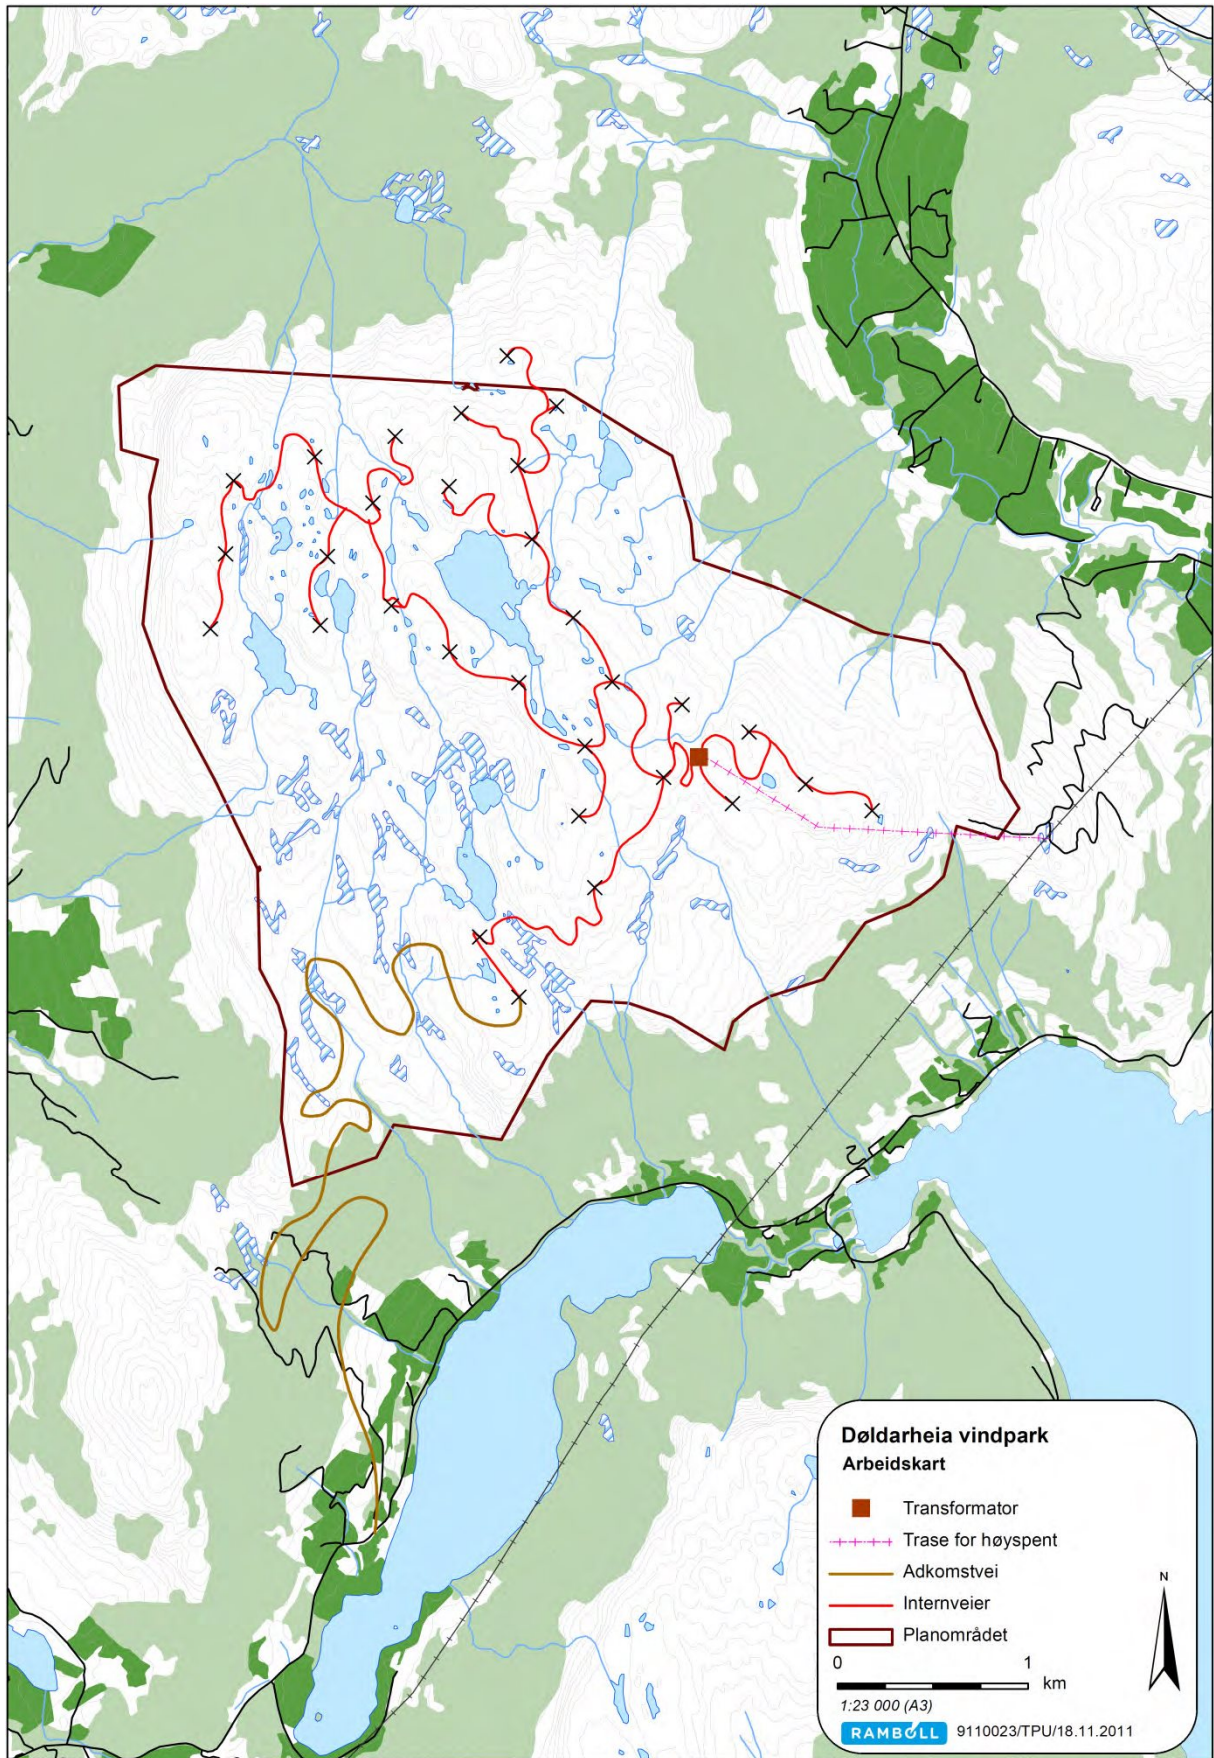 Døldarheia vindpark
Arbeidskart
Transformator
Trase for høyspent
Adkomstvei
Internveier
Planområdet
N
0 1
km
1:23 000 (A3)
RAMBOLL 9110023/TPU/18.11.2011